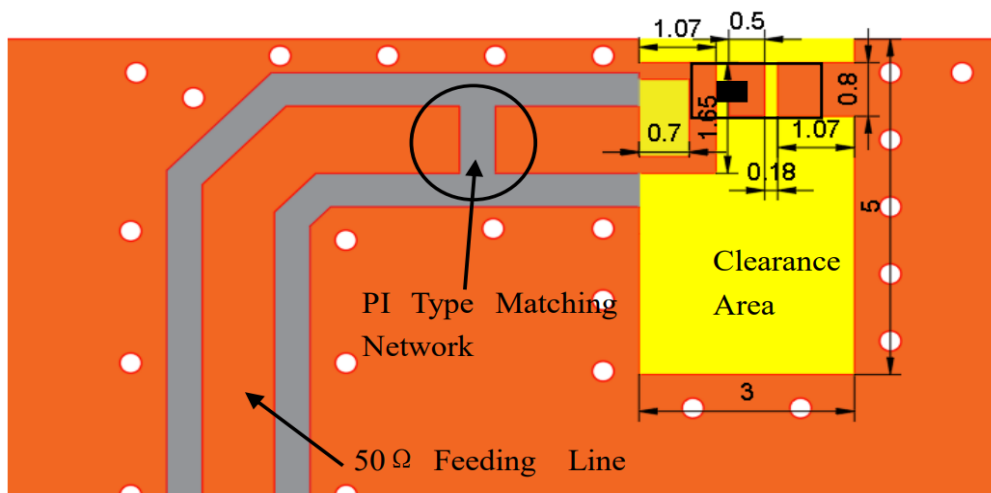 1.07
0.5
0.8
1.65
0.7
1.07
0.18
5
Clearance
Area
PI Type Matching
Network
3
50Ω Feeding Line